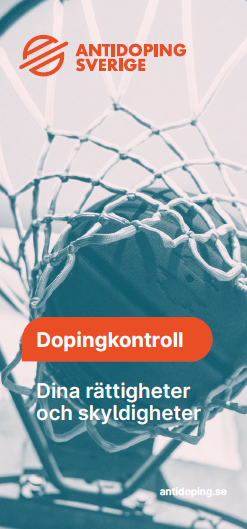 ANTIDOPING
SVERIGE
Dopingkontroll
Dina rättigheter
och skyldigheter
antidoping.se